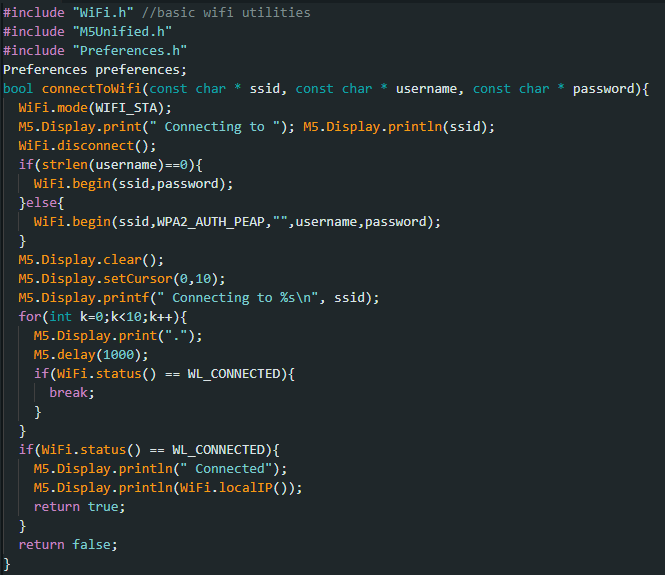 #include "WiFi.h" //basic wifi utilities
#include "M5Unified.h"
#include "Preferences.h"
Preferences preferences;
bool connectToWifi(const char * ssid, const char * username, const char * password){
  WiFi.mode(WIFI_STA);
  M5.Display.print(" Connecting to "); M5.Display.println(ssid);
  WiFi.disconnect();
  if(strlen(username)==0){
    WiFi.begin(ssid,password);
  }else{
    WiFi.begin(ssid,WPA2_AUTH_PEAP,"",username,password);
  }
  M5.Display.clear();
  M5.Display.setCursor(0,10);
  M5.Display.printf(" Connecting to %s\n", ssid);
  for(int k=0;k<10;k++){
    M5.Display.print(".");
    M5.delay(1000);
    if(WiFi.status() == WL_CONNECTED){
      break;
    }
  }
  if(WiFi.status() == WL_CONNECTED){
    M5.Display.println(" Connected");
    M5.Display.println(WiFi.localIP());
    return true;
  }
  return false;
}